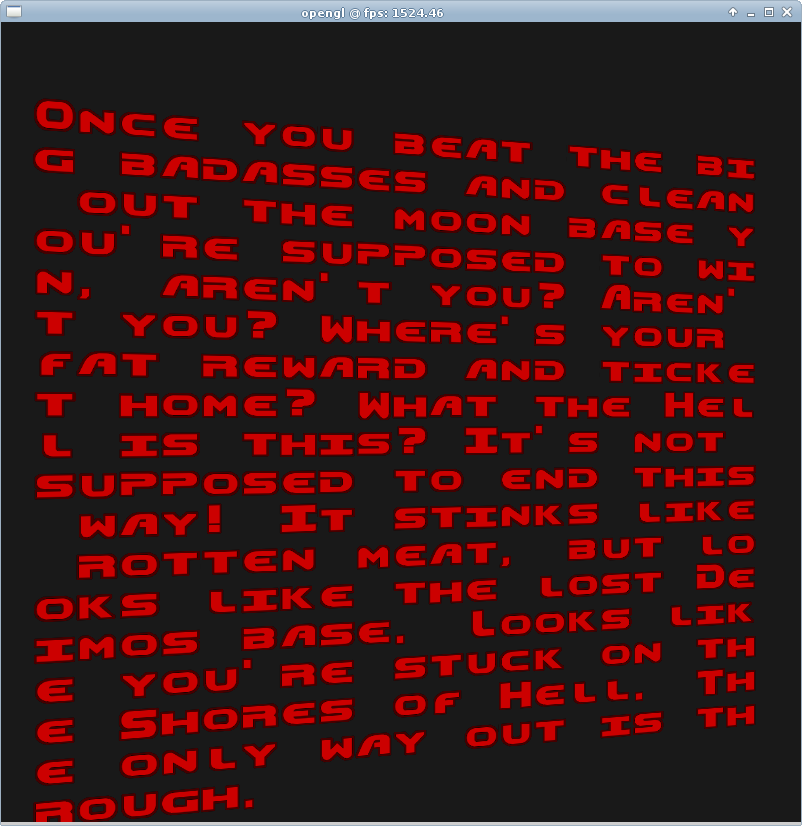 opengl @ fps: 1524.46
Once you beat the bi
g badasses and clean
out the moon base y
ou're supposed to wi
n, aren't you? Aren'
t you? Where's your
fat reward and ticke
t home? What the Hel
l is this? It's not
supposed to end this
way! It stinks like
rotten meat, but lo
oks like the lost De
imos base. Looks lik
e you're stuck on th
e Shores of Hell. Th
e only way out is th
rough.